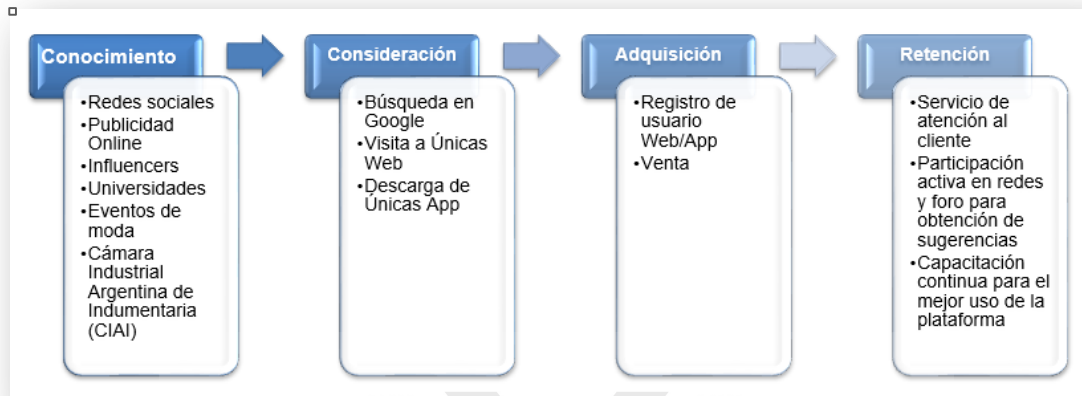 Conocimiento
•Redes sociales
•Publicidad
Online
•Influencers
•Universidades
•Eventos de
moda
•Cámara
Industrial
Argentina de
Indumentaria
(CIAI)
Consideración
•Búsqueda en
Google
•Visita a Únicas
Web
•Descarga de
Únicas App
Adquisición
•Registro de
usuario
Web/App
•Venta
Retención
•Servicio de
atención al
cliente
•Participación
activa en redes
y foro para
obtención de
sugerencias
•Capacitación
continua para el
mejor uso de la
plataforma